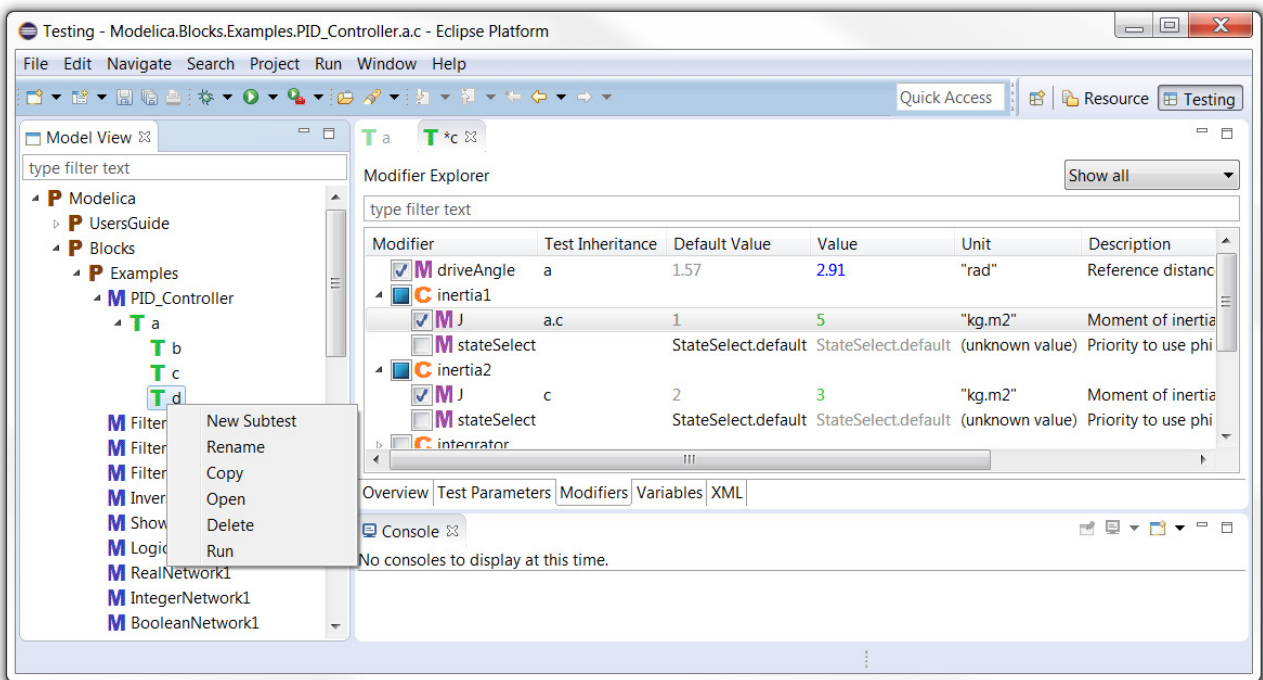 Testing - Modelica.Blocks.Examples.PID_Controller.a.c - Eclipse Platform
File Edit Navigate Search Project Run Window Help
Quick Access Resource Testing
Model View
type filter text
P Modelica
P UsersGuide
P Blocks
P Examples
M PID_Controller
T a
T b
T c
T d
M Filter
M Filter
M Filter
M Inver
M Show
M Logic
M RealNetwork1
M IntegerNetwork1
M BooleanNetwork1
New Subtest
Rename
Copy
Open
Delete
Run
T a T *c
Modifier Explorer Show all
type filter text
Modifier Test Inheritance Default Value Value Unit Description
M driveAngle a 1.57 2.91 "rad" Reference distanc
C inertia1
M J a.c 1 5 "kg.m2" Moment of inertia
M stateSelect StateSelect.default StateSelect.default (unknown value) Priority to use phi
C inertia2
M J c 2 3 "kg.m2" Moment of inertia
M stateSelect StateSelect.default StateSelect.default (unknown value) Priority to use phi
C integrator
Overview Test Parameters Modifiers Variables XML
Console
No consoles to display at this time.